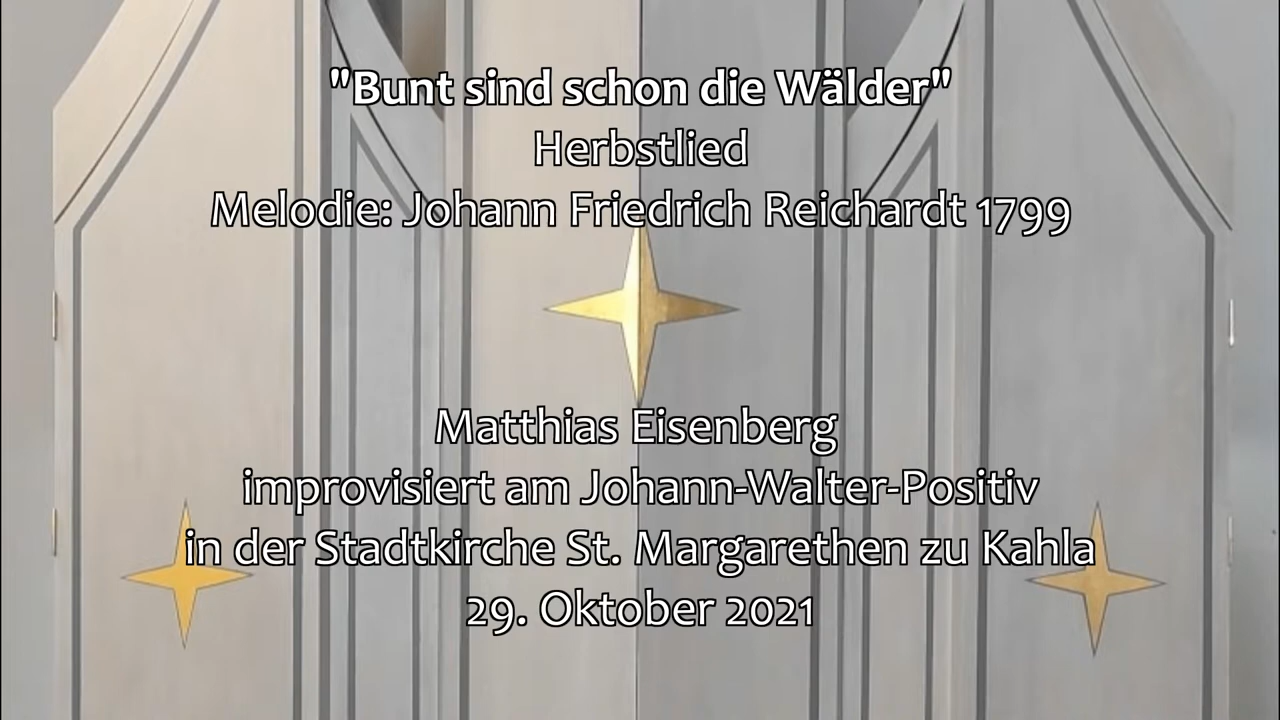 "Bunt sind schon die Wälder"
Herbstlied
Melodie: Johann Friedrich Reichardt 1799
Matthias Eisenberg
improvisiert am Johann-Walter-Positiv
in der Stadtkirche St. Margarethen zu Kahla
29. Oktober 2021